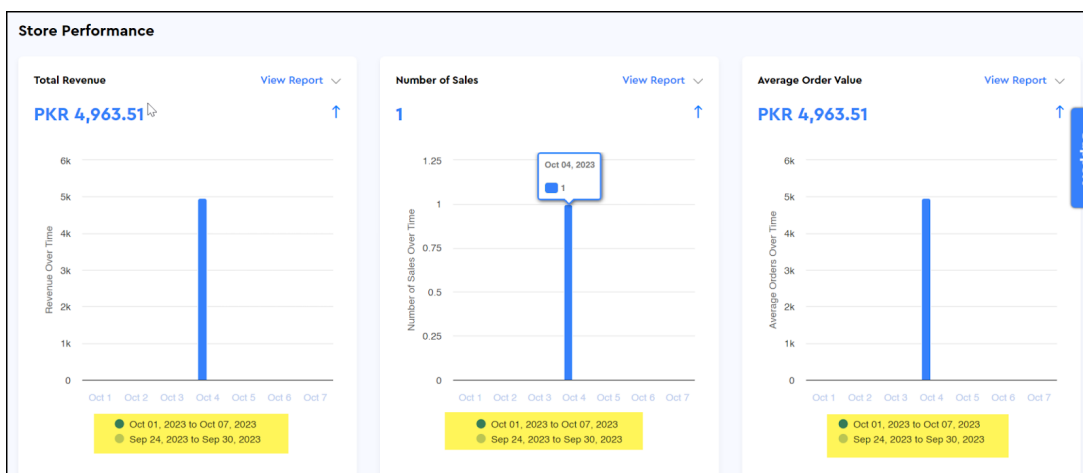 Store Performance
Total Revenue
View Report
PKR 4,963.51
6k
5k
4k
3k
2k
1k
0
Revenue Over Time
Oct 1 Oct 2 Oct 3 Oct 4 Oct 5 Oct 6 Oct 7
Oct 01, 2023 to Oct 07, 2023
Sep 24, 2023 to Sep 30, 2023
Number of Sales
View Report
1
1.25
1
0.75
0.5
0.25
0
Number of Sales Over Time
Oct 04, 2023
1
Oct 1 Oct 2 Oct 3 Oct 4 Oct 5 Oct 6 Oct 7
Oct 01, 2023 to Oct 07, 2023
Sep 24, 2023 to Sep 30, 2023
Average Order Value
View Report
PKR 4,963.51
6k
5k
4k
3k
2k
1k
0
Average Orders Over Time
Oct 1 Oct 2 Oct 3 Oct 4 Oct 5 Oct 6 Oct 7
Oct 01, 2023 to Oct 07, 2023
Sep 24, 2023 to Sep 30, 2023